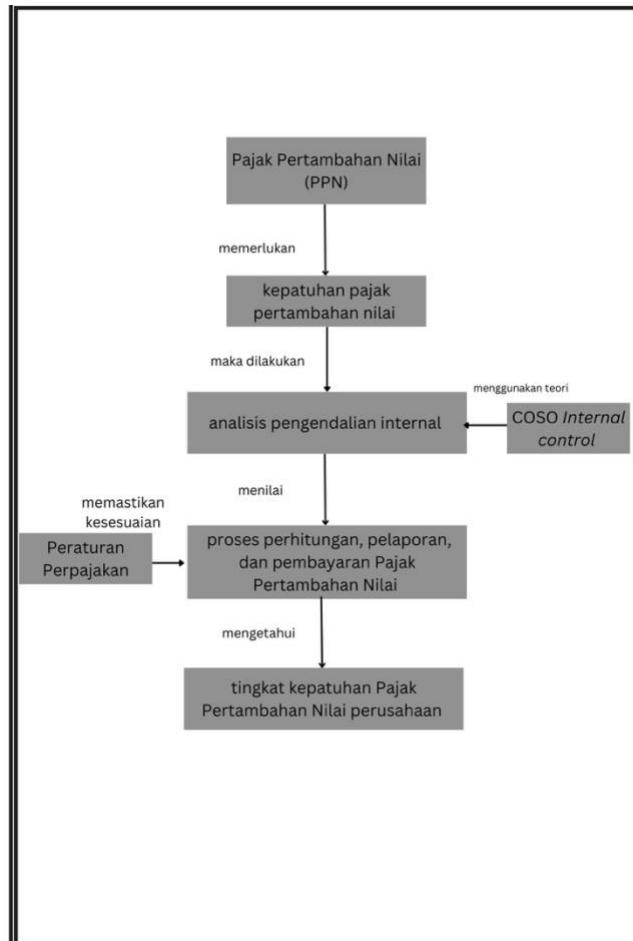 Pajak Pertambahan Nilai
(PPN)
memerlukan
kepatuhan pajak
pertambahan nilai
maka dilakukan
menggunakan teori
analisis pengendalian internal
COSO Internal
control
menilai
memastikan
kesesuaian
Peraturan
Perpajakan
proses perhitungan, pelaporan,
dan pembayaran Pajak
Pertambahan Nilai
mengetahui
tingkat kepatuhan Pajak
Pertambahan Nilai perusahaan